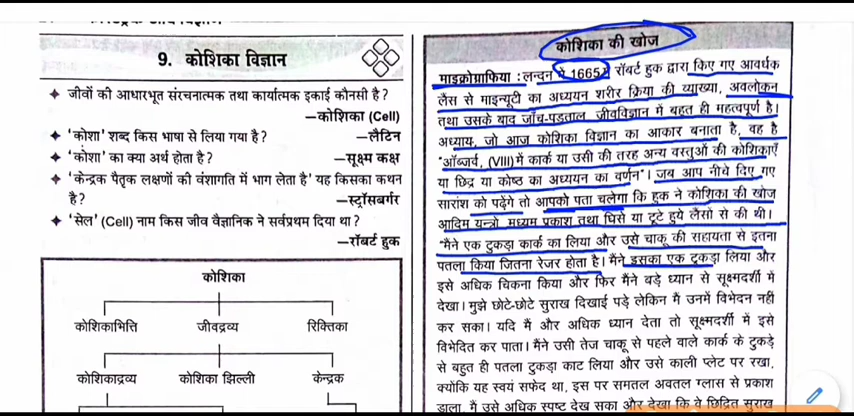 9. कोशिका विज्ञान
✦ जीवों की आधारभूत संरचनात्मक तथा कार्यात्मक इकाई कौनसी है ?
—कोशिका (Cell)
✦ 'कोशा' शब्द किस भाषा से लिया गया है ? —लैटिन
✦ 'कोशा' का क्या अर्थ होता है ? —सूक्ष्म कक्ष
✦ 'केन्द्रक पैतृक लक्षणों की वंशागति में भाग लेता है' यह किसका कथन
है ? —स्ट्रॉसबर्गर
✦ 'सेल' (Cell) नाम किस जीव वैज्ञानिक ने सर्वप्रथम दिया था ?
—रॉबर्ट हुक
कोशिका
कोशिकाभिति जीवद्रव्य रिक्तिका
कोशिकाद्रव्य कोशिका झिल्ली केन्द्रक
कोशिका की खोज
माइक्रोग्राफिया : लन्दन में 1665 में रॉबर्ट हुक द्वारा किए गए आवर्धक
लैंस से माइन्यूटी का अध्ययन शरीर क्रिया की व्याख्या, अवलोकन
तथा उसके बाद जाँच-पड़ताल जीवविज्ञान में बहुत ही महत्वपूर्ण है।
अध्याय, जो आज कोशिका विज्ञान का आकार बनाता है, वह है
"ऑब्जर्व, (VIII) में कार्क या उसी की तरह अन्य वस्तुओं की कोशिकाएँ
या छिद्र या कोष्ठ का अध्ययन का वर्णन"। जब आप नीचे दिए गए
सारांश को पढ़ेंगे तो आपको पता चलेगा कि हुक ने कोशिका की खोज
आदिम यन्त्रो, मध्यम प्रकाश तथा घिसे या टूटे हुये लैंसो से की थी।
"मैंने एक टुकड़ा कार्क का लिया और उसे चाकू की सहायता से इतना
पतला किया जितना रेजर होता है। मैंने इसका एक टुकड़ा लिया और
इसे अधिक चिकना किया और फिर मैंने बड़े ध्यान से सूक्ष्मदर्शी में
देखा। मुझे छोटे-छोटे सुराख दिखाई पड़े लेकिन मैं उनमें विभेदन नहीं
कर सका। यदि मैं और अधिक ध्यान देता तो सूक्ष्मदर्शी में इसे
विभेदित कर पाता। मैंने उसी तेज चाकू से पहले वाले कार्क के टुकड़े
से बहुत ही पतला टुकड़ा काट लिया और उसे काली प्लेट पर रखा,
क्योंकि यह स्वयं सफेद था, इस पर समतल अवतल ग्लास से प्रकाश
डाला, मैं उसे अधिक स्पष्ट देख सका और देखा कि वे छिद्रित सुराख